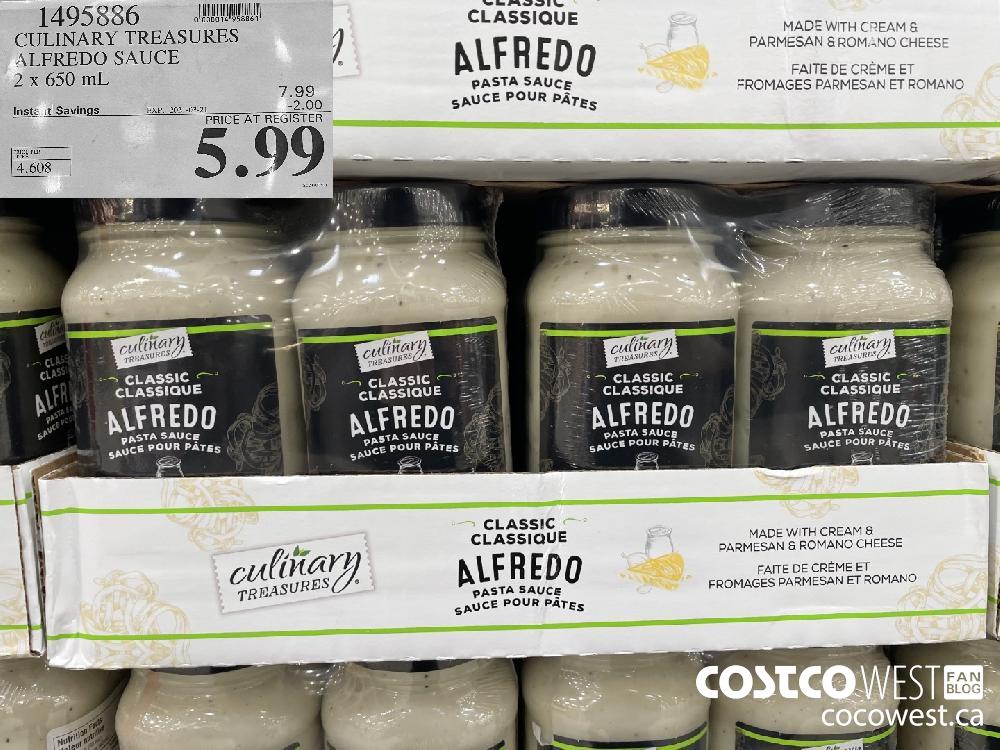 1495886
CULINARY TREASURES
ALFREDO SAUCE
2 x 650 mL
7.99
Instant Savings
-2.00
PRICE AT REGISTER
5.99
4.608
CLASSIC
CLASSIQUE
ALFREDO
PASTA SAUCE
SAUCE POUR PÂTES
MADE WITH CREAM &
PARMESAN & ROMANO CHEESE
FAITE DE CRÈME ET
FROMAGES PARMESAN ET ROMANO
culinary
TREASURES
CLASSIC
CLASSIQUE
ALFREDO
PASTA SAUCE
SAUCE POUR PÂTES
culinary
TREASURES
CLASSIC
CLASSIQUE
ALFREDO
PASTA SAUCE
SAUCE POUR PÂTES
culinary
TREASURES
CLASSIC
CLASSIQUE
ALFREDO
PASTA SAUCE
SAUCE POUR PÂTES
culinary
TREASURES
CLASSIC
CLASSIQUE
ALFREDO
PASTA SAUCE
SAUCE POUR PÂTES
culinary
TREASURES
CLASSIC
CLASSIQUE
ALFREDO
PASTA SAUCE
SAUCE POUR PÂTES
MADE WITH CREAM &
PARMESAN & ROMANO CHEESE
FAITE DE CRÈME ET
FROMAGES PARMESAN ET ROMANO
Nutrition Facts
COSTCO WEST FAN BLOG
cocowest.ca